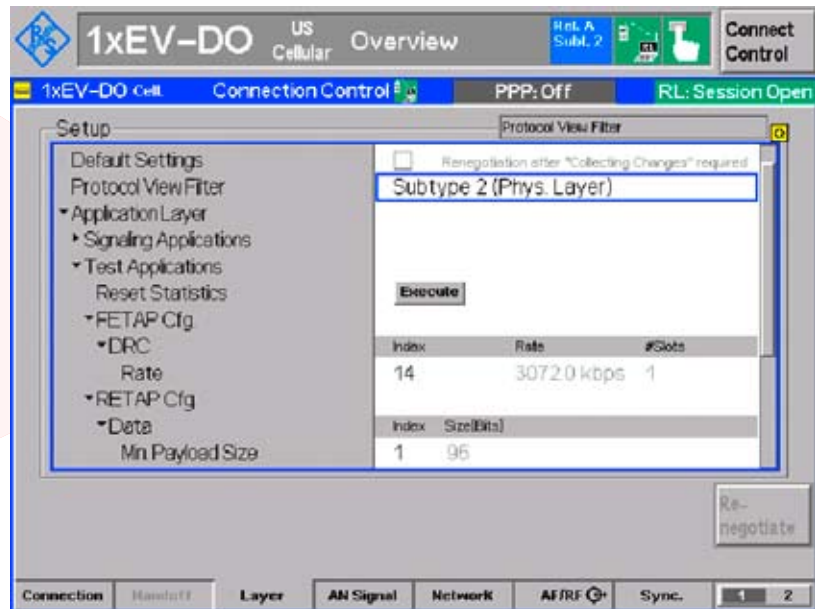 1xEV-DO US Cellular Overview Rel. A Subl. 2 Connect Control
1xEV-DO Cell. Connection Control PPP: Off RL: Session Open
Setup Protocol View Filter
Default Settings Renegotiation after "Collecting Changes" required
Protocol View Filter Subtype 2 (Phys. Layer)
Application Layer
Signaling Applications
Test Applications
Reset Statistics Execute
FETAP Cfg
DRC Index Rate #Slots
Rate 14 3072.0 kbps 1
RETAP Cfg
Data Index Size[Bits]
Min. Payload Size 1 96
Re-
negotiate
Connection Handoff Layer AN Signal Network AF/RF Sync. 1 2